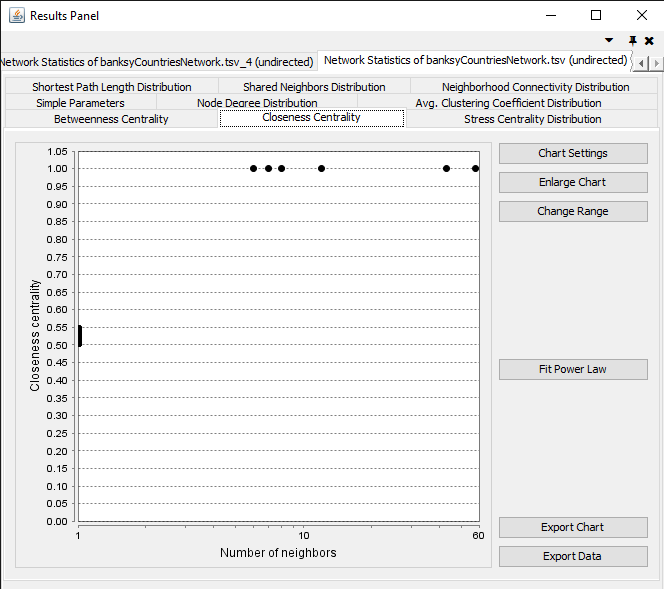 Results Panel
Network Statistics of banksyCountriesNetwork.tsv_4 (undirected) Network Statistics of banksyCountriesNetwork.tsv (undirected)
Shortest Path Length Distribution Shared Neighbors Distribution Neighborhood Connectivity Distribution
Simple Parameters Node Degree Distribution Avg. Clustering Coefficient Distribution
Betweenness Centrality Closeness Centrality Stress Centrality Distribution
1.05
1.00
0.95
0.90
0.85
0.80
0.75
0.70
0.65
0.60
0.55
0.50
0.45
0.40
0.35
0.30
0.25
0.20
0.15
0.10
0.05
0.00
Closeness centrality
1 10 60
Number of neighbors
Chart Settings
Enlarge Chart
Change Range
Fit Power Law
Export Chart
Export Data